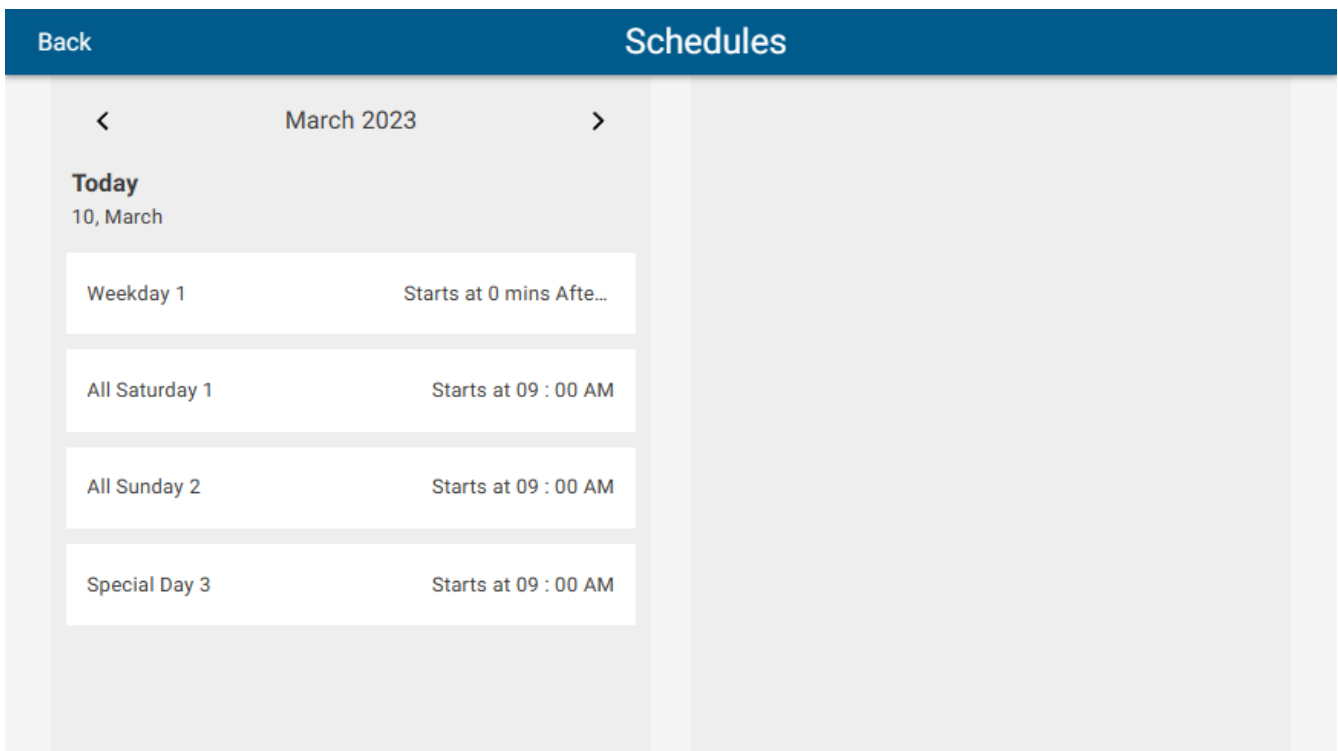 Back
Schedules
March 2023
Today
10, March
Weekday 1 Starts at 0 mins Afte...
All Saturday 1 Starts at 09 : 00 AM
All Sunday 2 Starts at 09 : 00 AM
Special Day 3 Starts at 09 : 00 AM